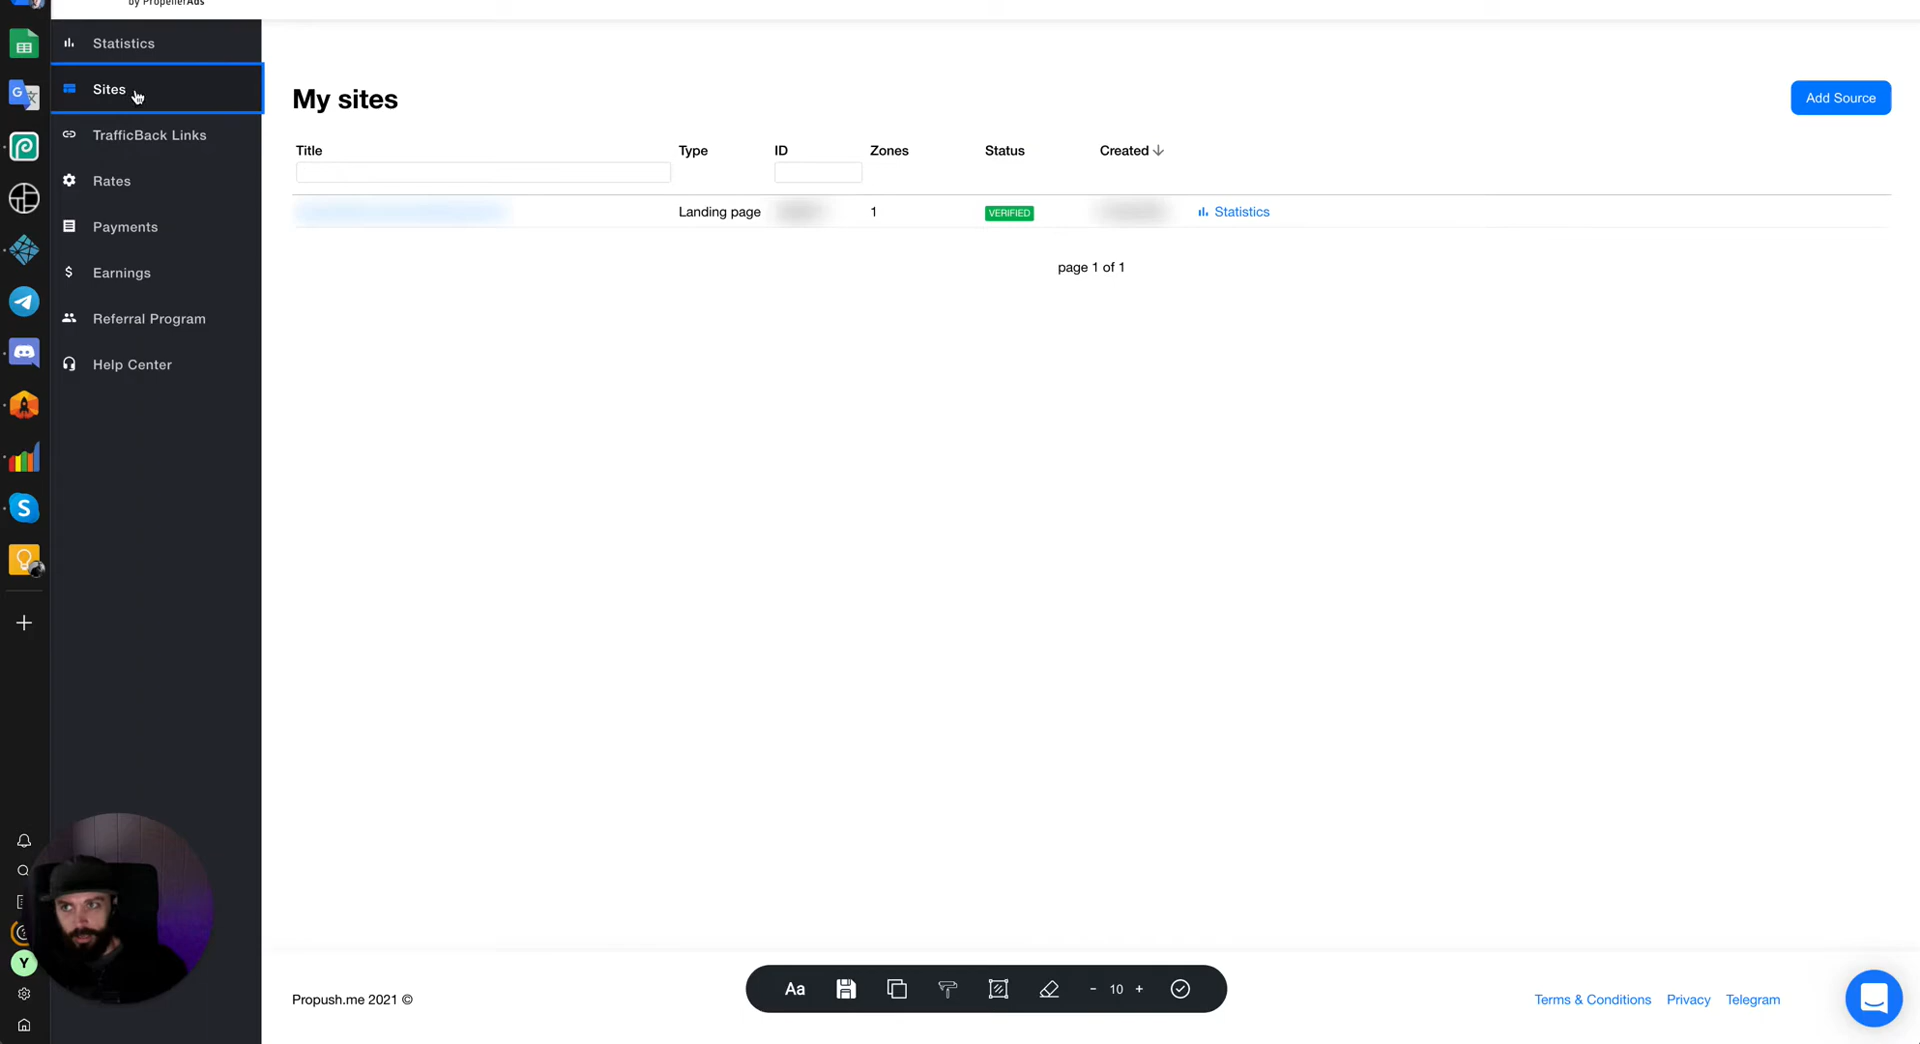 by PropellerAds
Statistics
Sites
TrafficBack Links
Rates
Payments
Earnings
Referral Program
Help Center
My sites
Add Source
Title Type ID Zones Status Created
Landing page 1 VERIFIED Statistics
page 1 of 1
Aa - 10 +
Propush.me 2021 ©
Terms & Conditions Privacy Telegram
G
S
Y